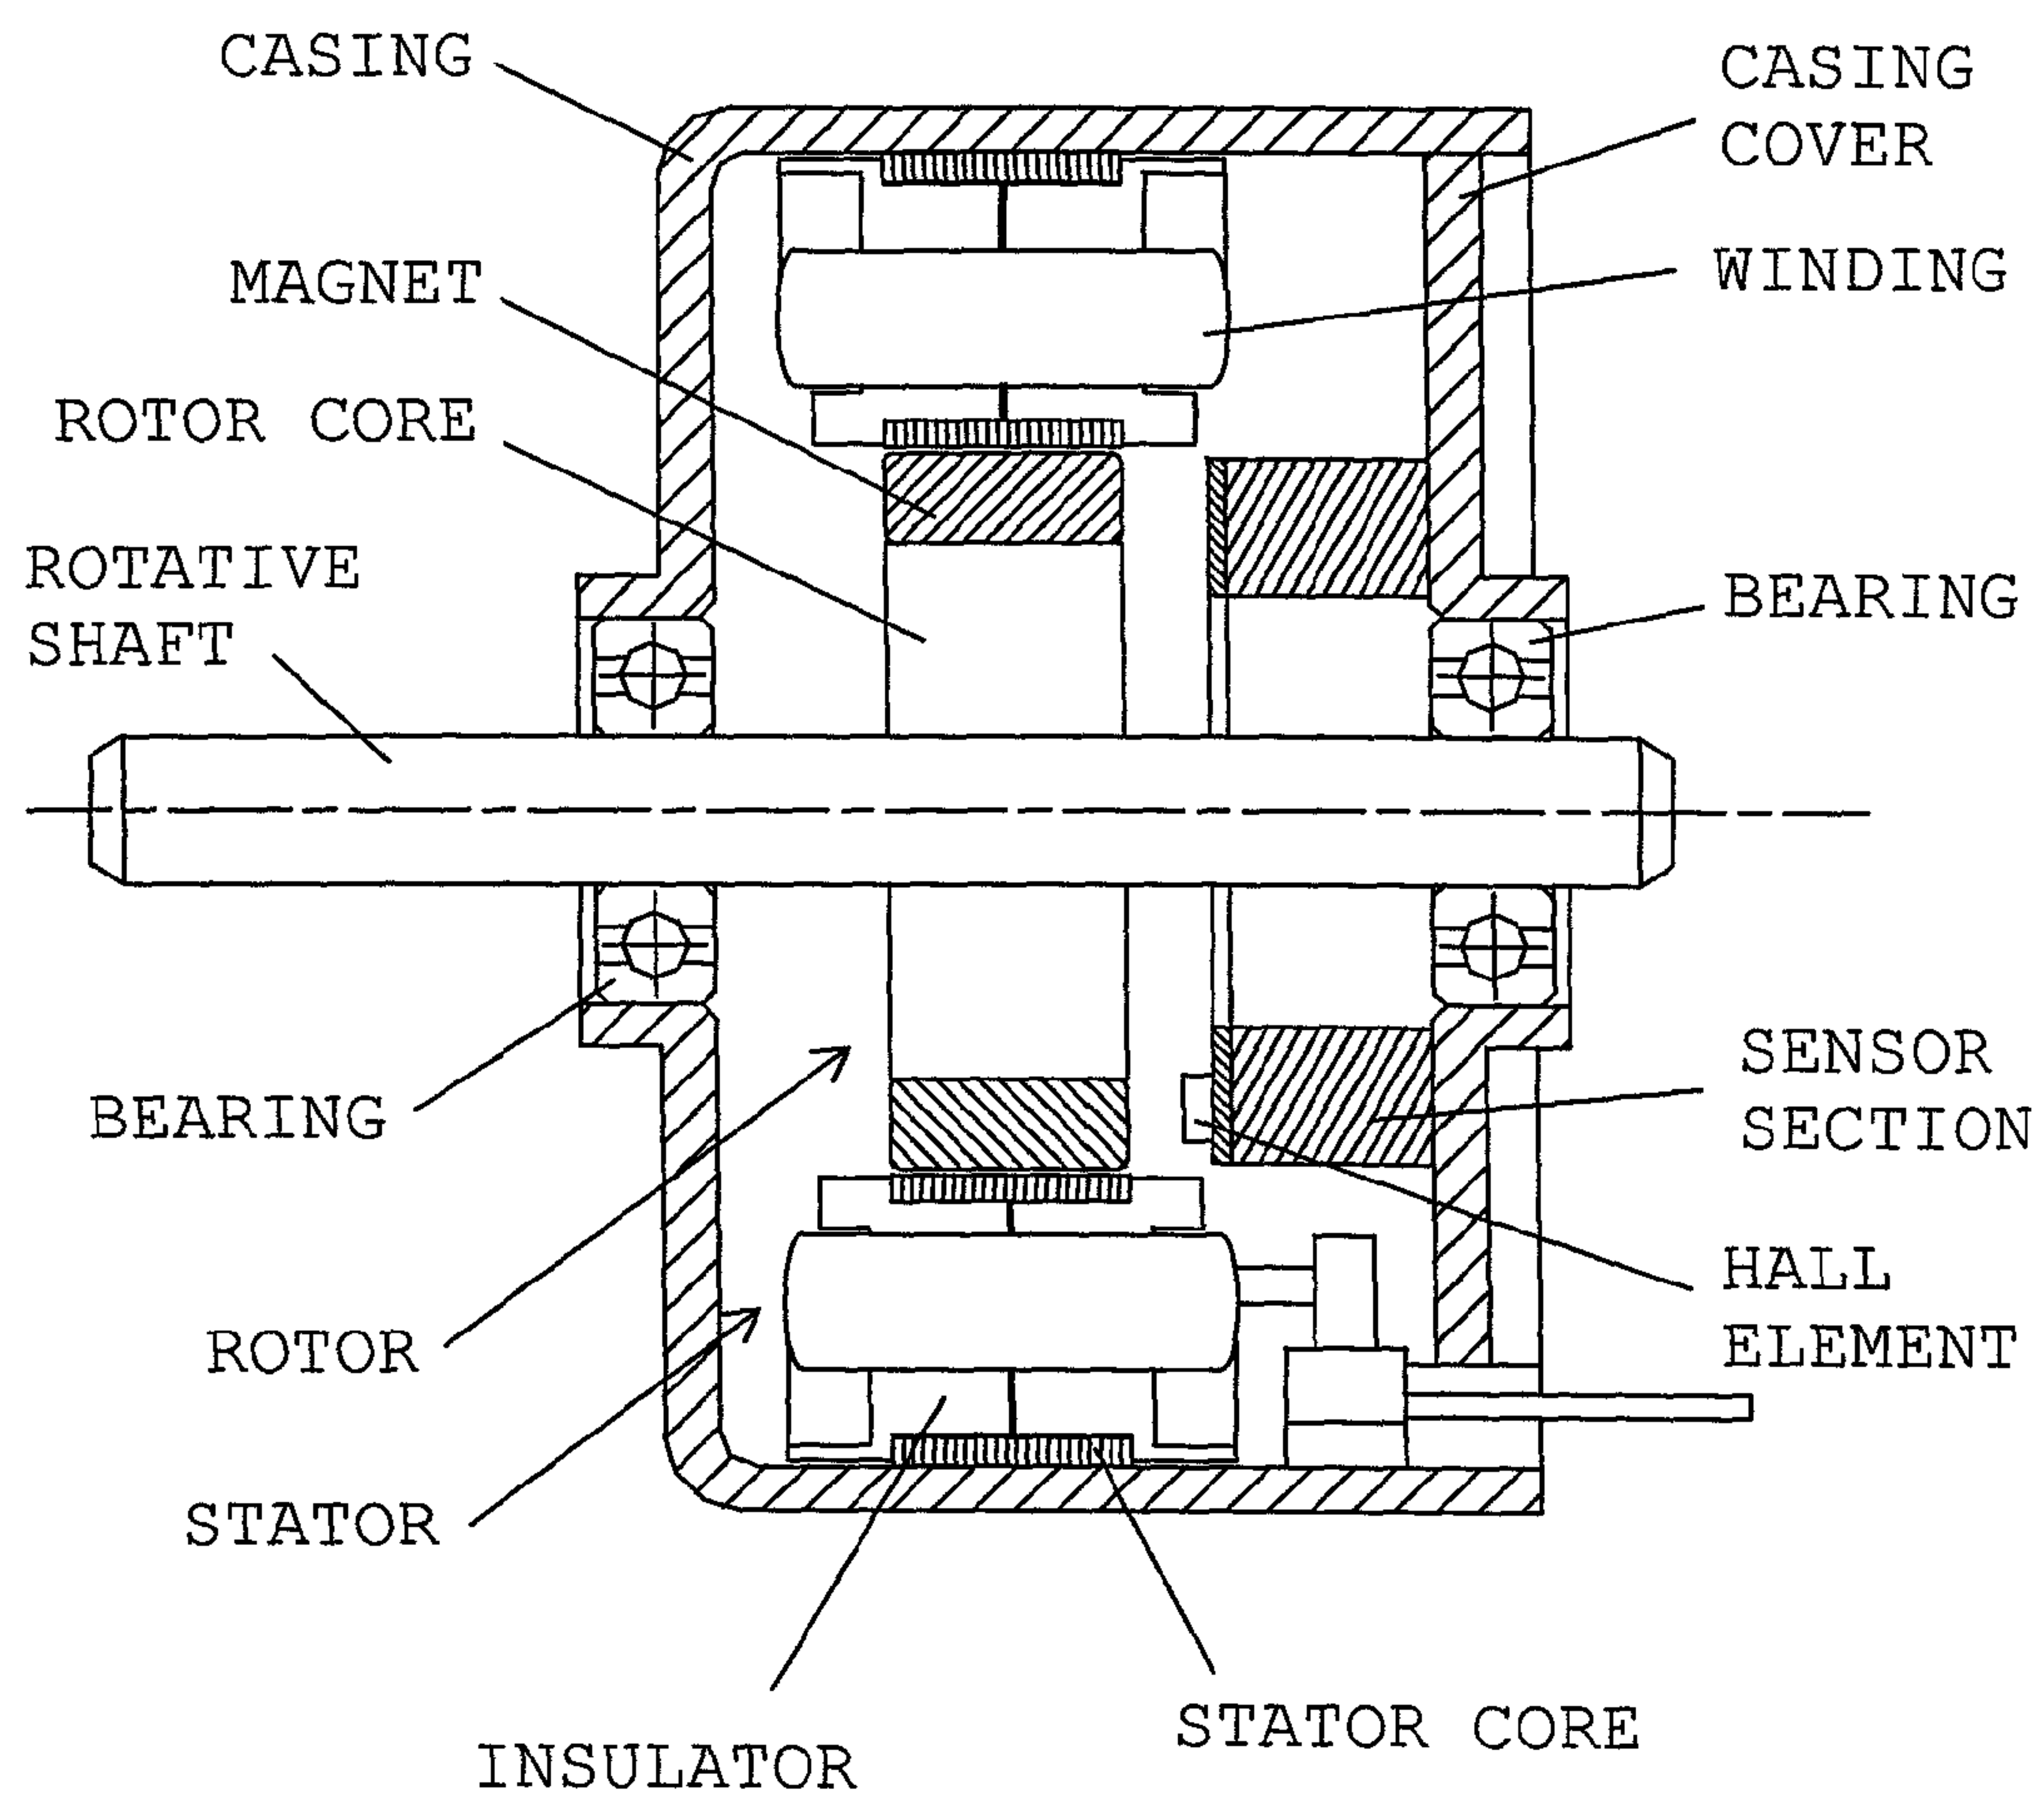 CASING
CASING
COVER
MAGNET
WINDING
ROTOR CORE
ROTATIVE
SHAFT
BEARING
BEARING
SENSOR
SECTION
ROTOR
HALL
ELEMENT
STATOR
STATOR CORE
INSULATOR